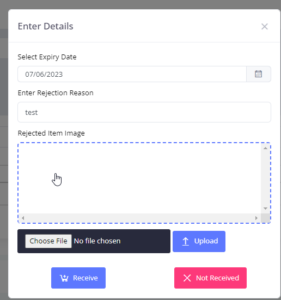 Enter Details
Select Expiry Date
07/06/2023
Enter Rejection Reason
test
Rejected Item Image
Choose File No file chosen
Upload
Receive
Not Received